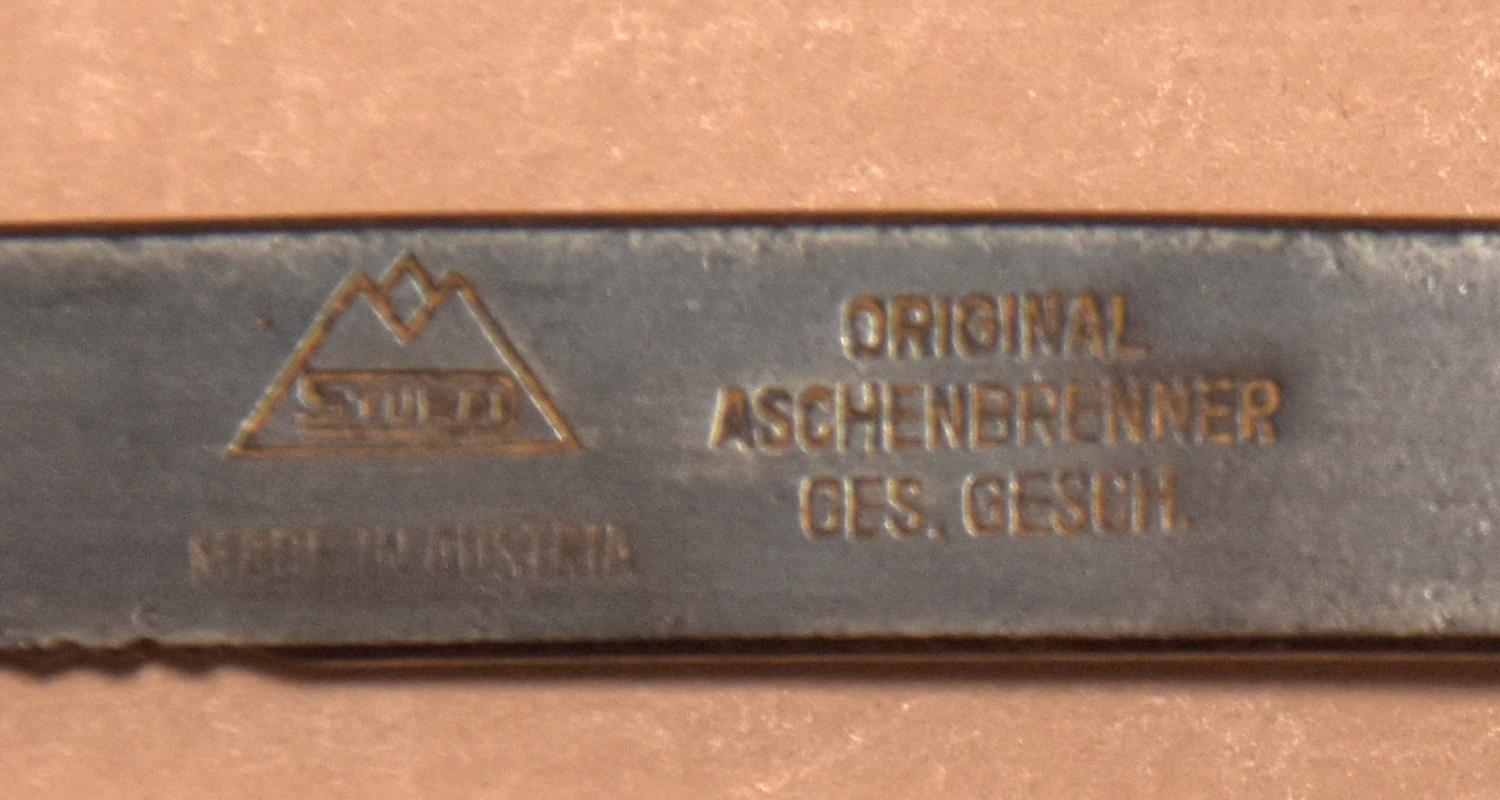 MADE IN AUSTRIA
ORIGINAL
ASCHENBRENNER
GES. GESCH.